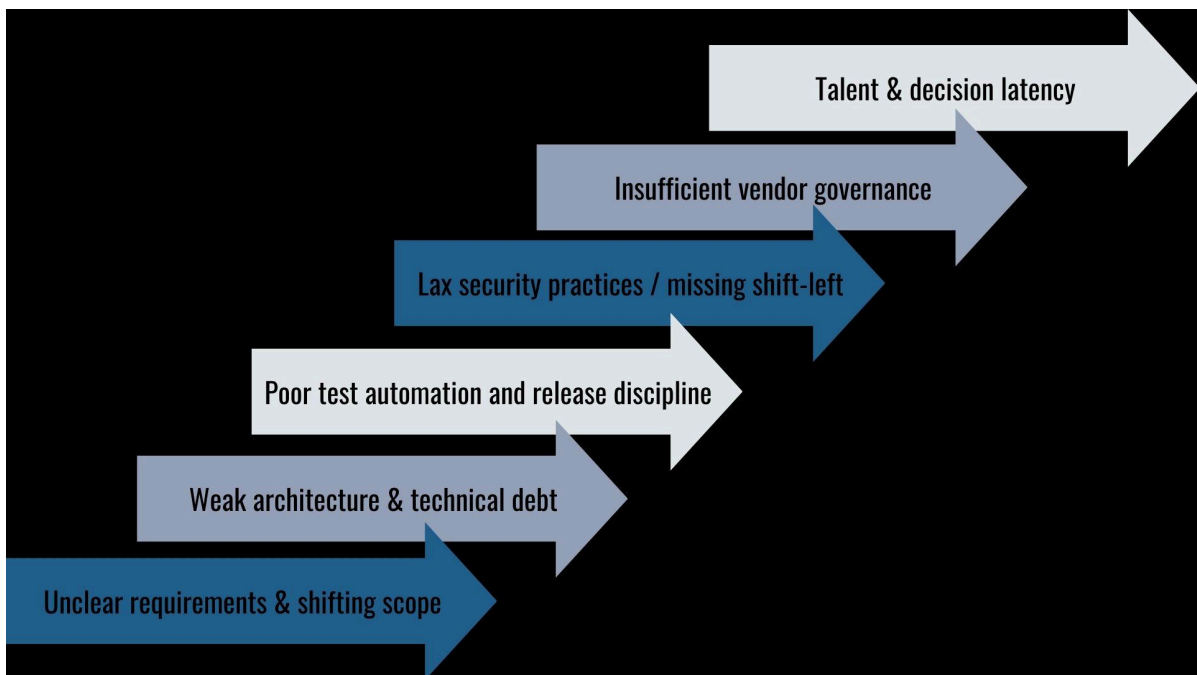 Talent & decision latency
Insufficient vendor governance
Lax security practices / missing shift-left
Poor test automation and release discipline
Weak architecture & technical debt
Unclear requirements & shifting scope